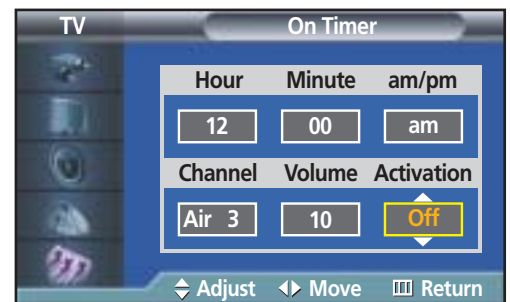 TV On Timer
Hour Minute am/pm
12 00 am
Channel Volume Activation
Air 3 10 Off
Adjust Move Return